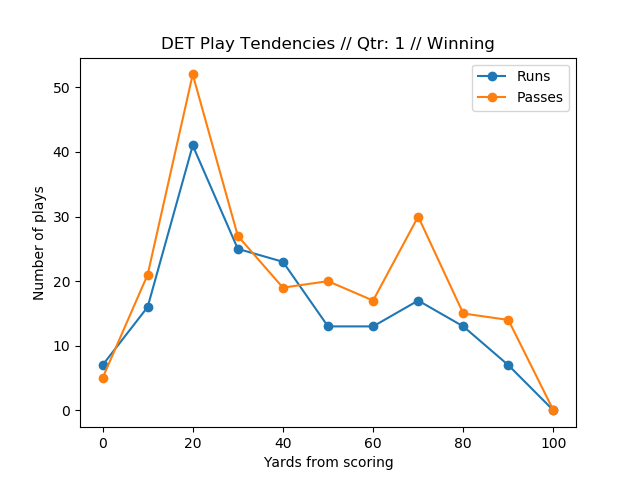 DET Play Tendencies // Qtr: 1 // Winning
Runs
Passes
Number of plays
50
40
30
20
10
0
0 20 40 60 80 100
Yards from scoring